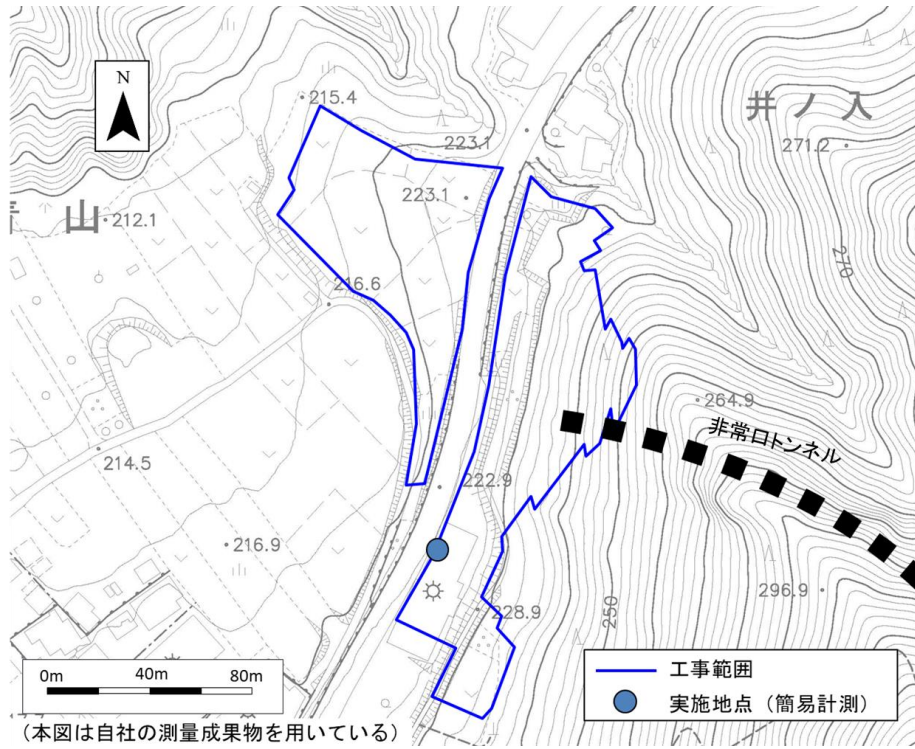 N
215.4
223.1
井ノ入
271.2
223.1
山
212.1
270
216.6
264.9
非常口トンネル
214.5
222.9
216.9
296.9
228.9
250
0m 40m 80m
工事範囲
実施地点（簡易計測）
（本図は自社の測量成果物を用いている）